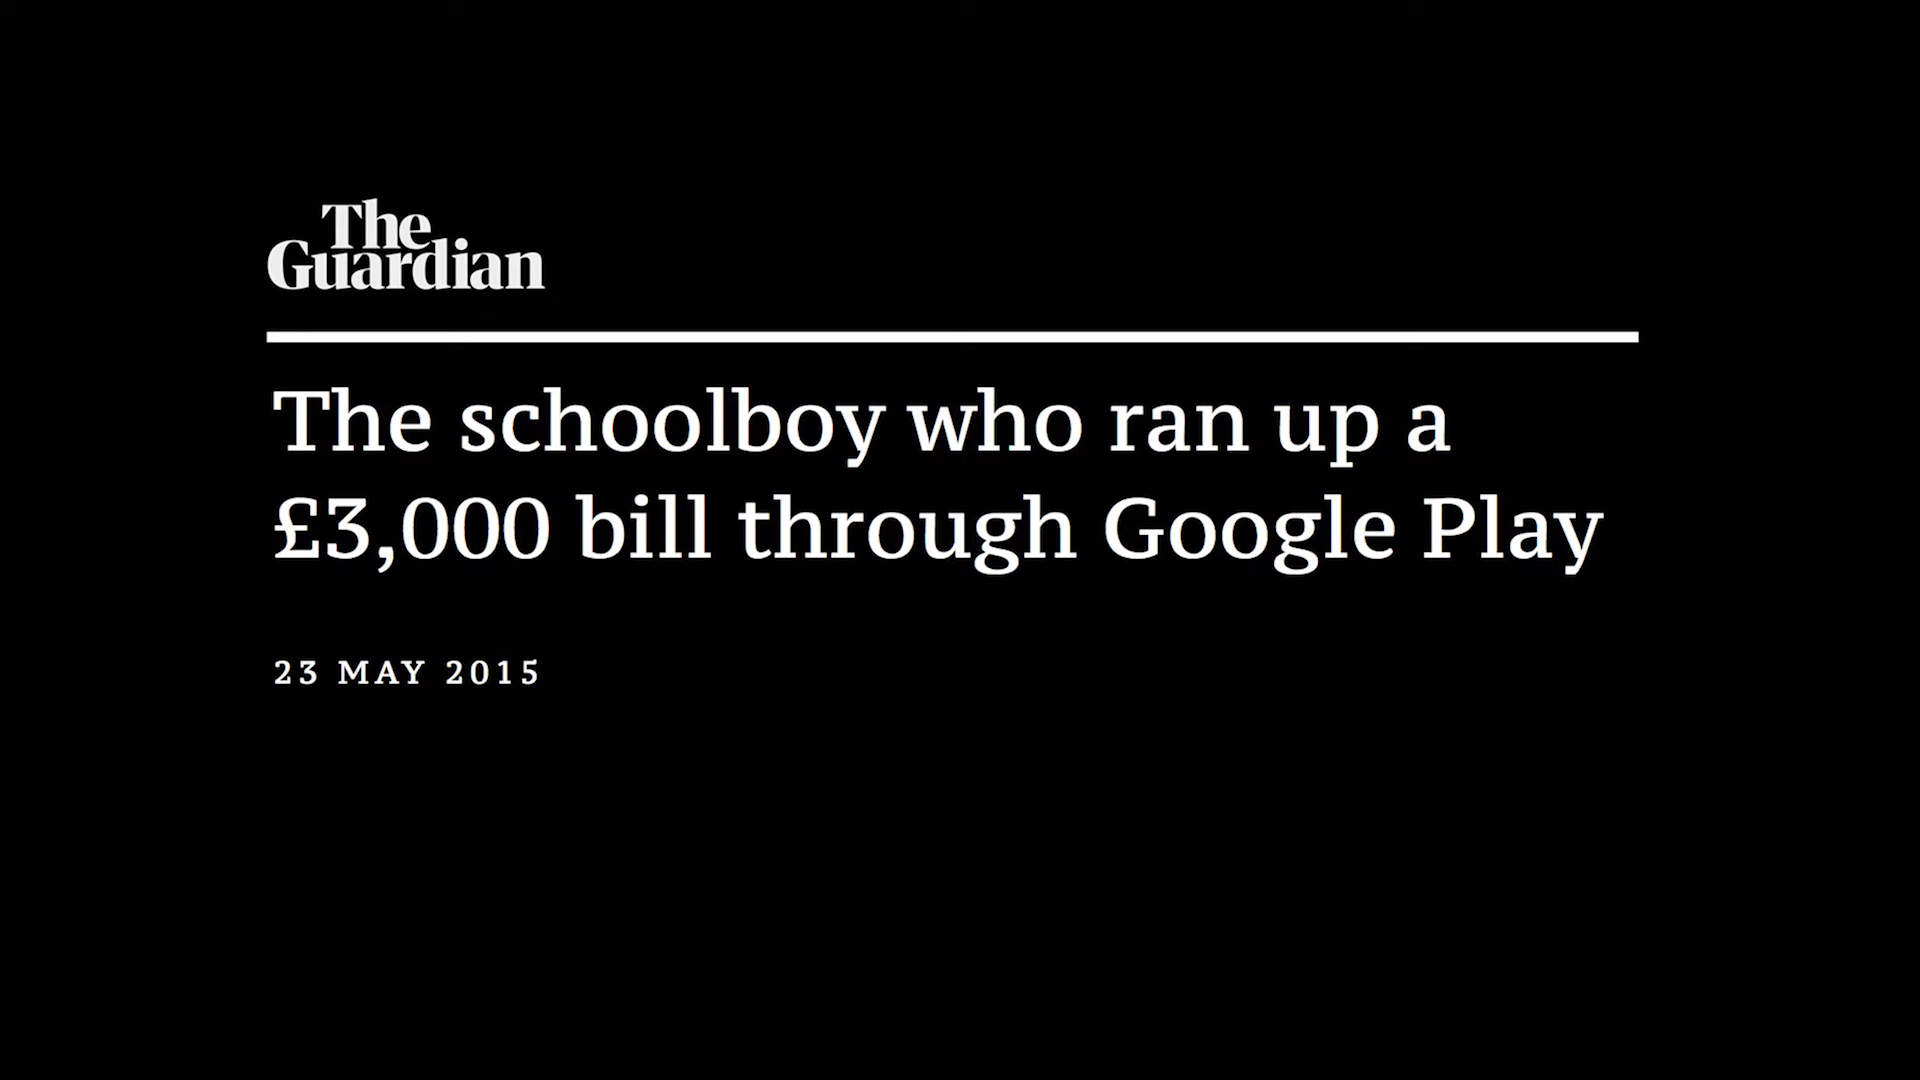 The
Guardian
The schoolboy who ran up a
£3,000 bill through Google Play
23 MAY 2015